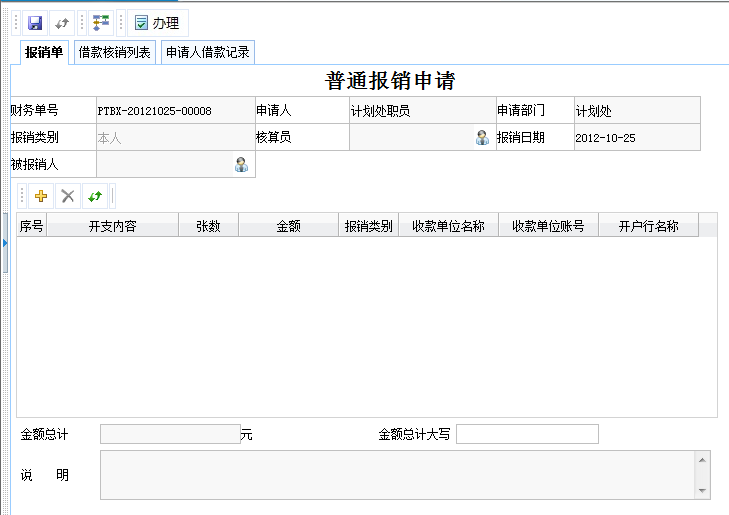 办理
报销单 借款核销列表 申请人借款记录
普通报销申请
财务单号 PTBX-20121025-00008 申请人 计划处职员 申请部门 计划处
报销类别 本人 核算员 报销日期 2012-10-25
被报销人
序号 开支内容 张数 金额 报销类别 收款单位名称 收款单位账号 开户行名称
金额总计 元 金额总计大写
说 明